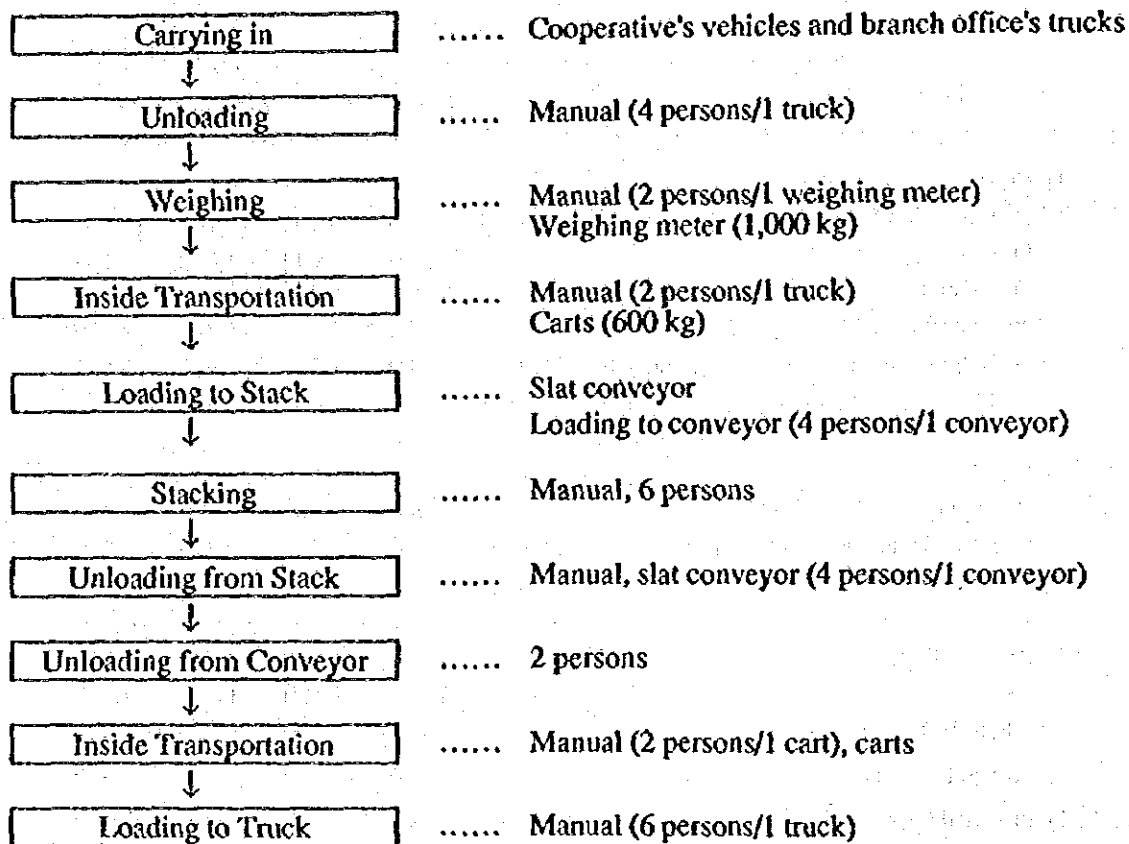 Carrying in ...... Cooperative's vehicles and branch office's trucks
↓
Unloading ...... Manual (4 persons/1 truck)
↓
Weighing ...... Manual (2 persons/1 weighing meter)
Weighing meter (1,000 kg)
↓
Inside Transportation ...... Manual (2 persons/1 truck)
Carts (600 kg)
↓
Loading to Stack ...... Slat conveyor
Loading to conveyor (4 persons/1 conveyor)
↓
Stacking ...... Manual, 6 persons
↓
Unloading from Stack ...... Manual, slat conveyor (4 persons/1 conveyor)
↓
Unloading from Conveyor ...... 2 persons
↓
Inside Transportation ...... Manual (2 persons/1 cart), carts
↓
Loading to Truck ...... Manual (6 persons/1 truck)